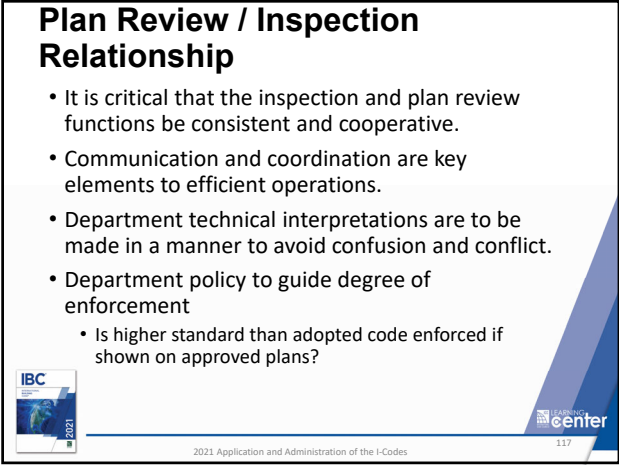 Plan Review / Inspection
Relationship
• It is critical that the inspection and plan review
functions be consistent and cooperative.
• Communication and coordination are key
elements to efficient operations.
• Department technical interpretations are to be
made in a manner to avoid confusion and conflict.
• Department policy to guide degree of
enforcement
• Is higher standard than adopted code enforced if
shown on approved plans?
IBC
2021
LEARNING
center
117
2021 Application and Administration of the I-Codes